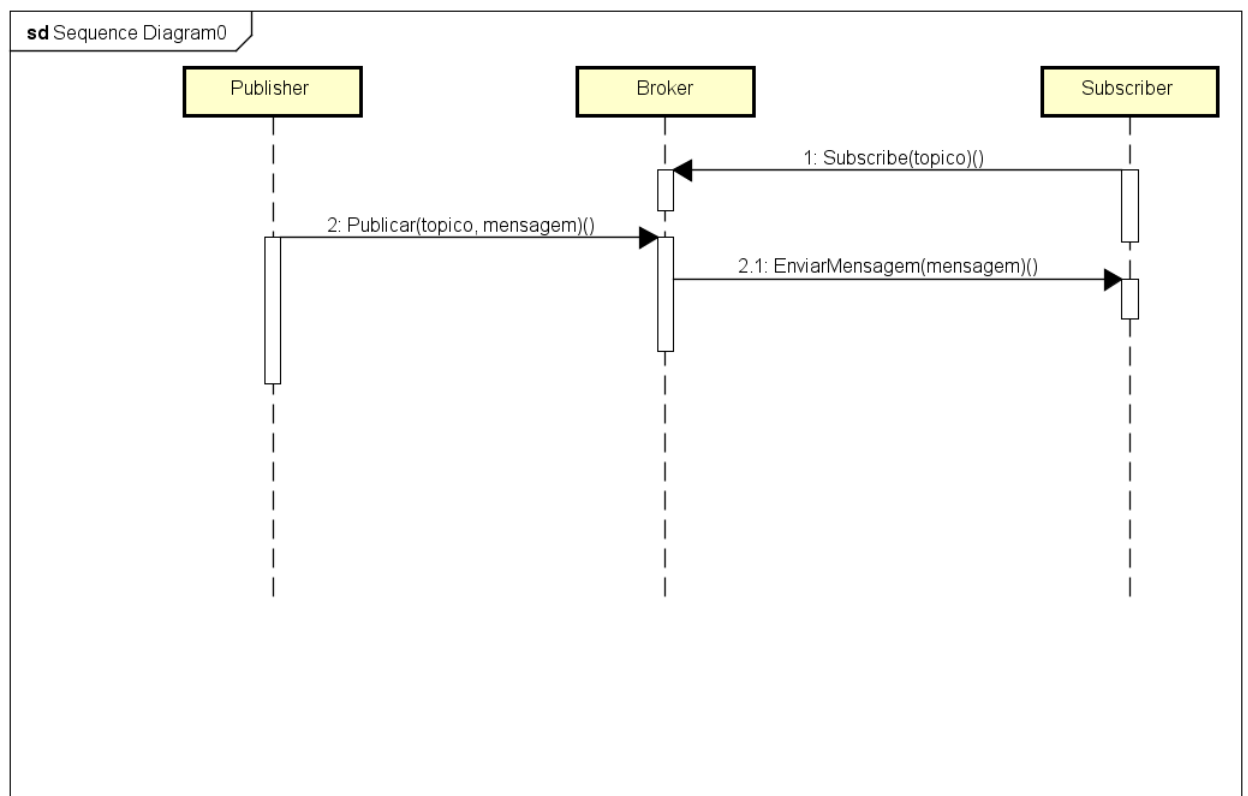 sd Sequence Diagram0
Publisher
Broker
Subscriber
1: Subscribe(topico)()
2: Publicar(topico, mensagem)()
2.1: EnviarMensagem(mensagem)()